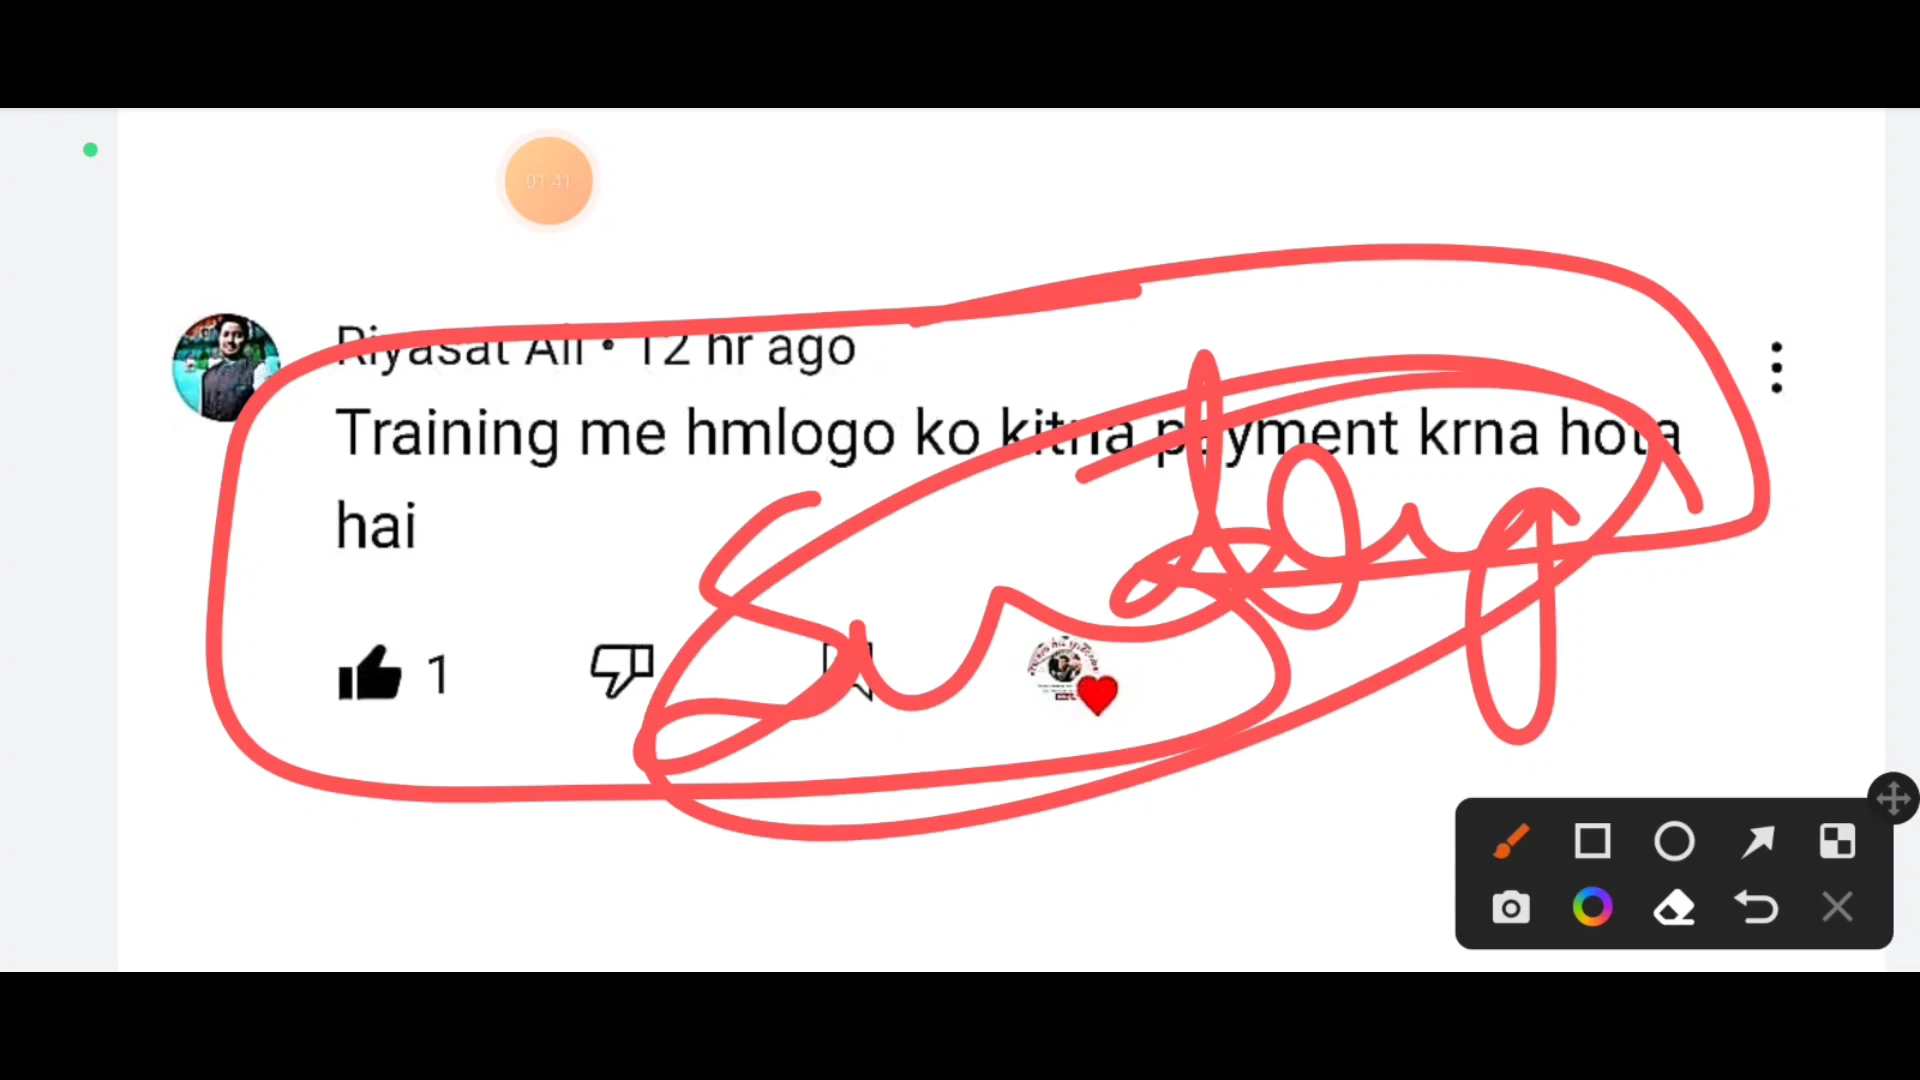 01:41
Riyasat Ali • 12 hr ago
Training me hmlogo ko kitna payment krna hota
hai
1